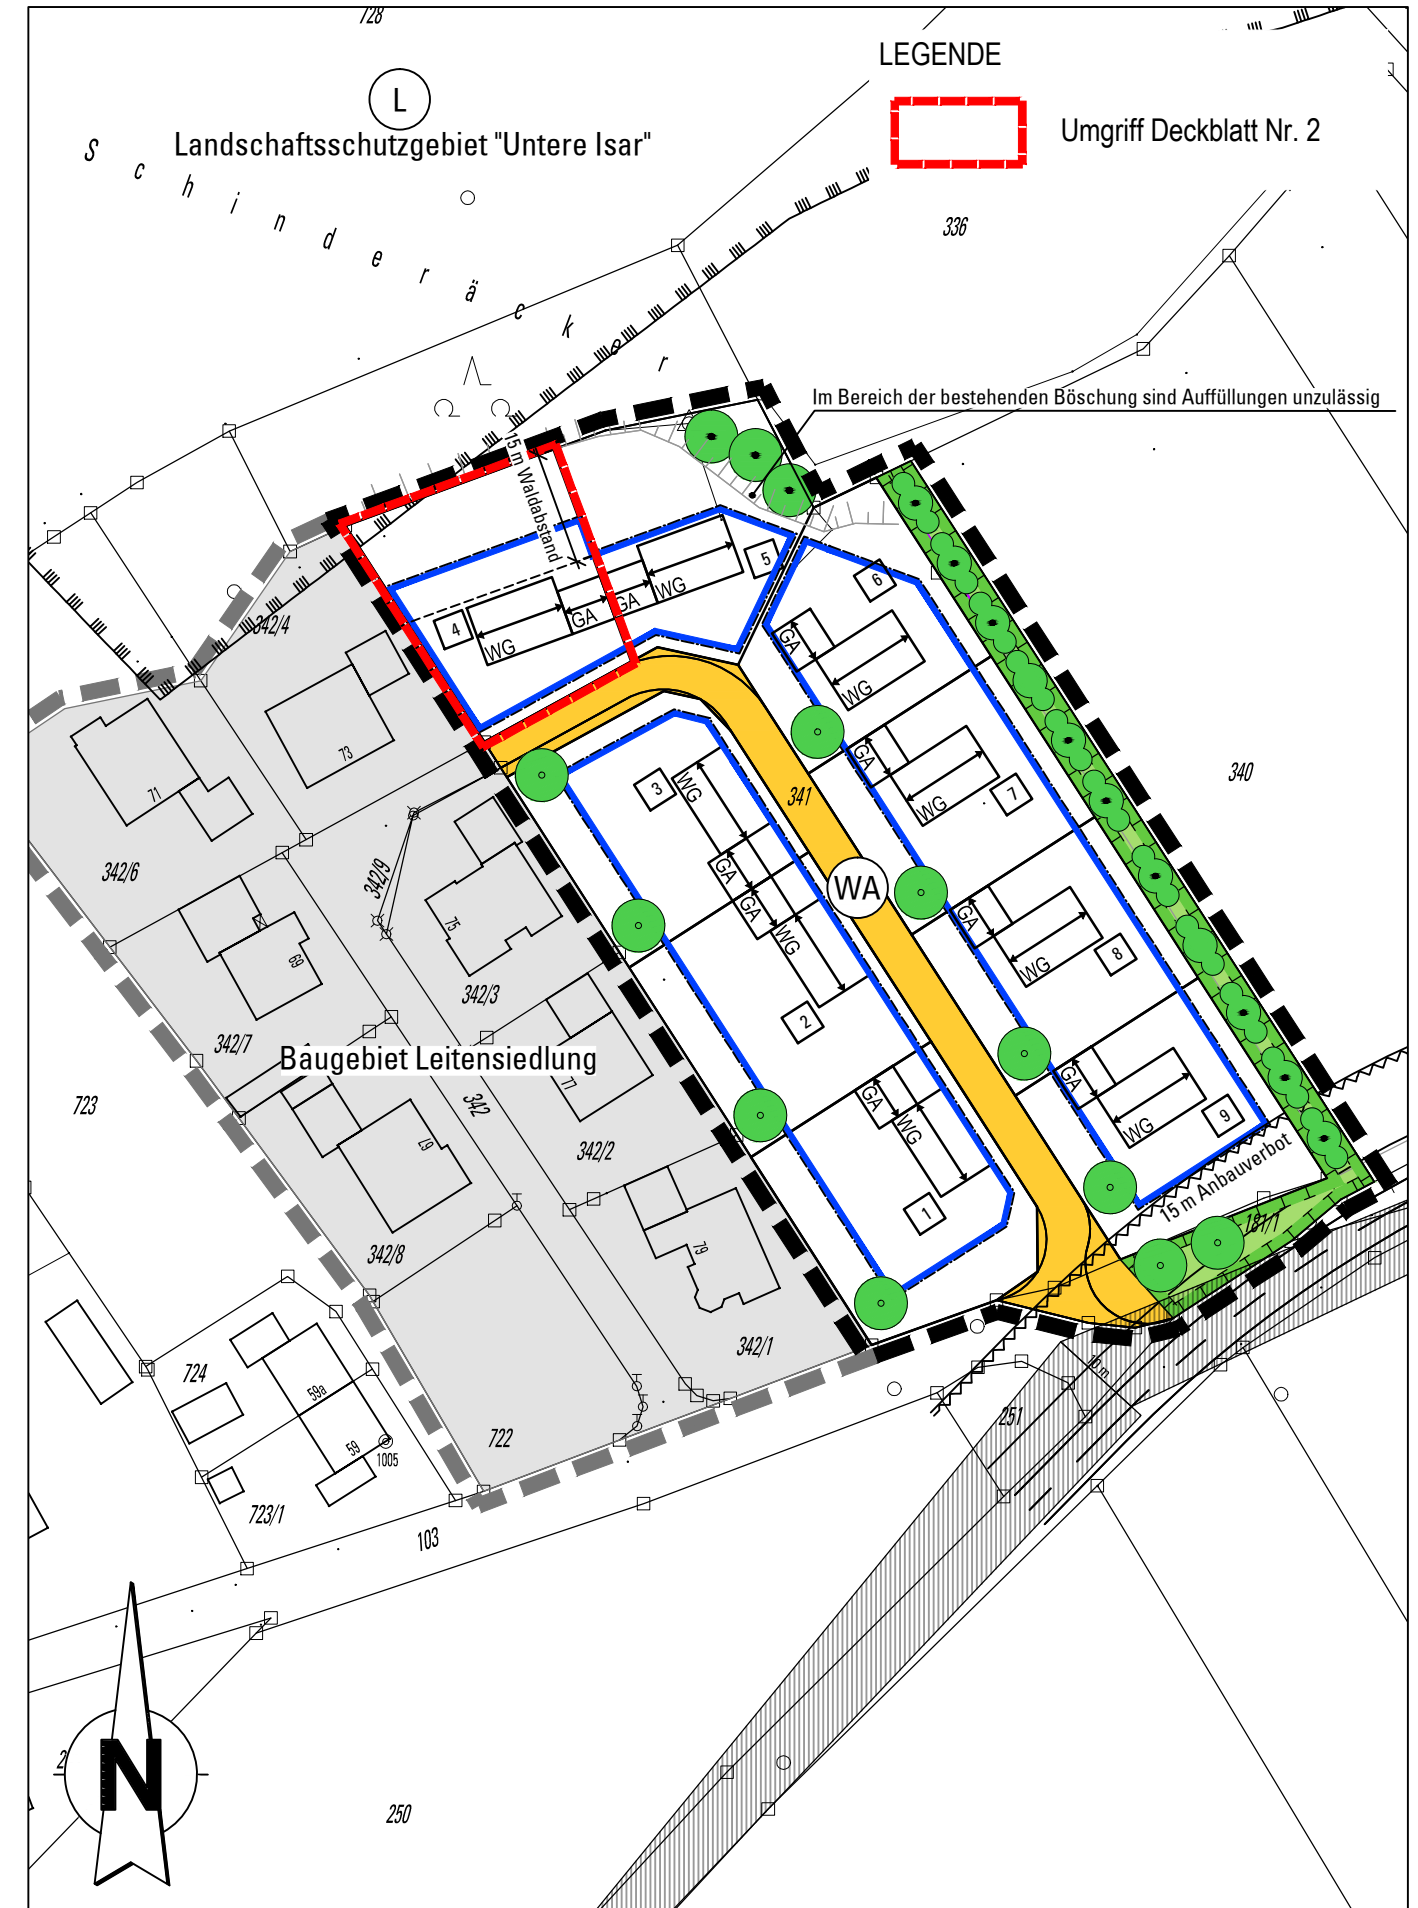 728
LEGENDE
L
Landschaftsschutzgebiet "Untere Isar"
Umgriff Deckblatt Nr. 2
Schinderäcker
336
Im Bereich der bestehenden Böschung sind Auffüllungen unzulässig
15 m Waldabstand
5
6
4
WG
GA
GA
WG
GA
WG
342/4
73
71
3
WG
GA
GA
WG
341
GA
WG
7
340
342/6
342/9
WA
75
69
GA
WG
8
342/3
2
342/7
Baugebiet Leitensiedlung
77
342
723
67
342/2
GA
WG
GA
WG
9
15 m Anbauverbot
1
181/1
342/8
79
342/1
10 m
724
59a
251
59
1005
722
723/1
103
N
2
250